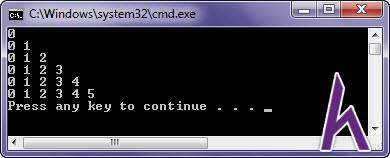 C:\Windows\system32\cmd.exe
0
0 1
0 1 2
0 1 2 3
0 1 2 3 4
0 1 2 3 4 5
Press any key to continue . . . _